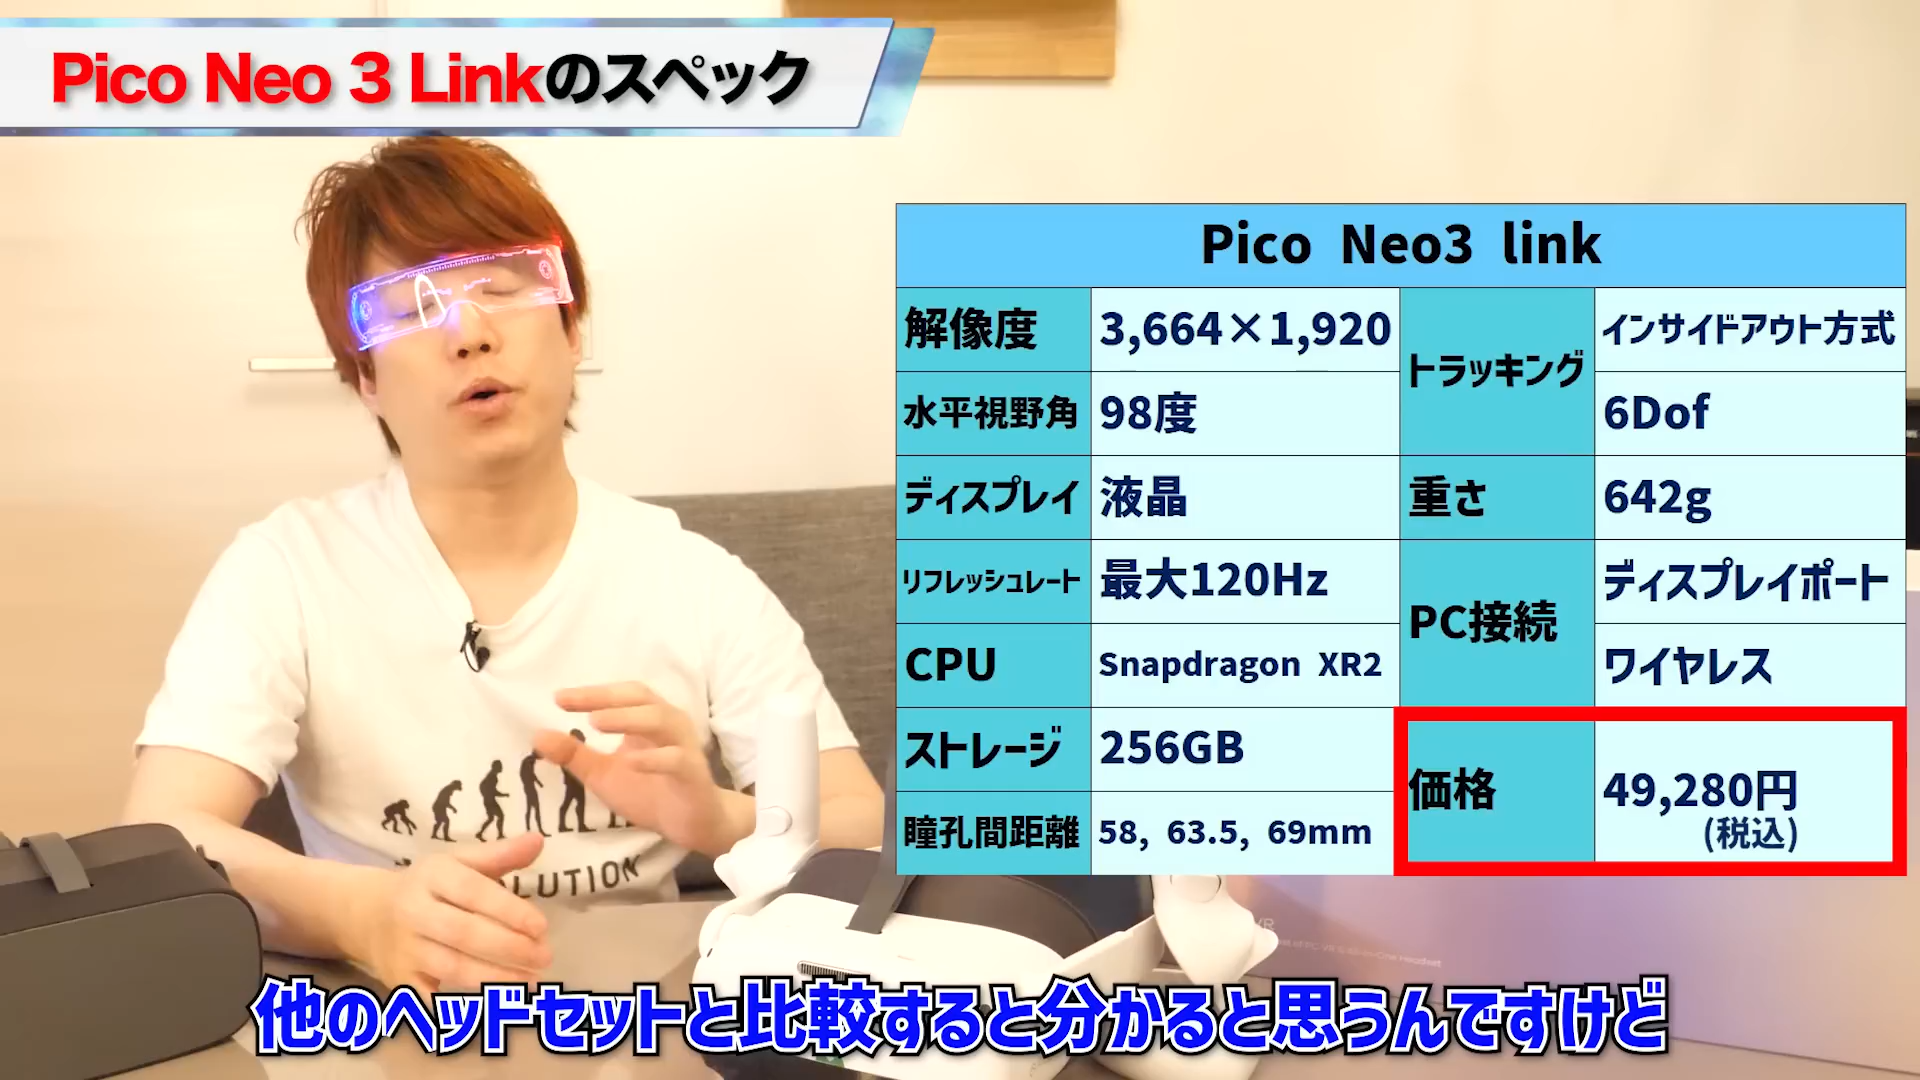 Pico Neo 3 Linkのスペック
Pico Neo3 link
解像度 3,664×1,920
水平視野角 98度
ディスプレイ 液晶
リフレッシュレート 最大120Hz
CPU Snapdragon XR2
ストレージ 256GB
瞳孔間距離 58, 63.5, 69mm
トラッキング インサイドアウト方式
6Dof
重さ 642g
PC接続 ディスプレイポート
ワイヤレス
価格 49,280円
(税込)
OLUTION
VR
他のヘッドセットと比較すると分かると思うんですけど